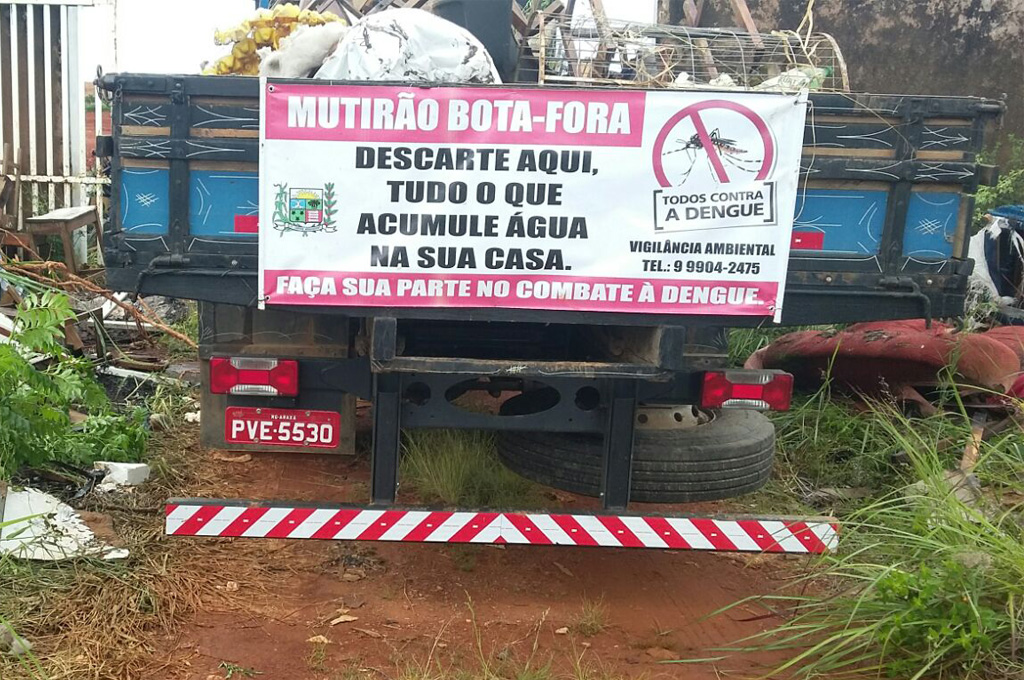 MUTIRÃO BOTA-FORA
DESCARTE AQUI,
TUDO O QUE
ACUMULE ÁGUA
NA SUA CASA.
TODOS CONTRA
A DENGUE
VIGILÂNCIA AMBIENTAL
TEL.: 9 9904-2475
FAÇA SUA PARTE NO COMBATE À DENGUE.
PVE-5530